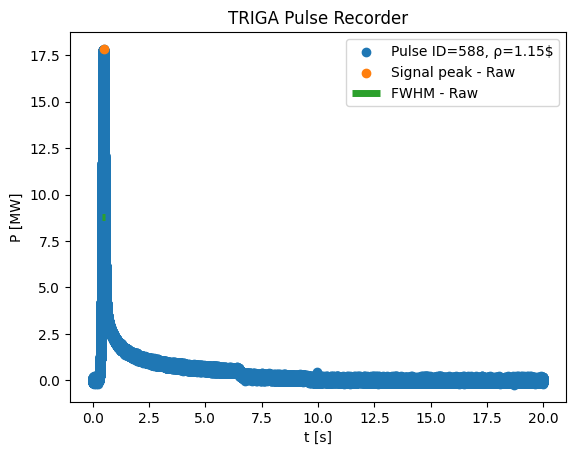 TRIGA Pulse Recorder
Pulse ID=588, ρ=1.15$
Signal peak - Raw
FWHM - Raw
P [MW]
17.5
15.0
12.5
10.0
7.5
5.0
2.5
0.0
0.0 2.5 5.0 7.5 10.0 12.5 15.0 17.5 20.0
t [s]